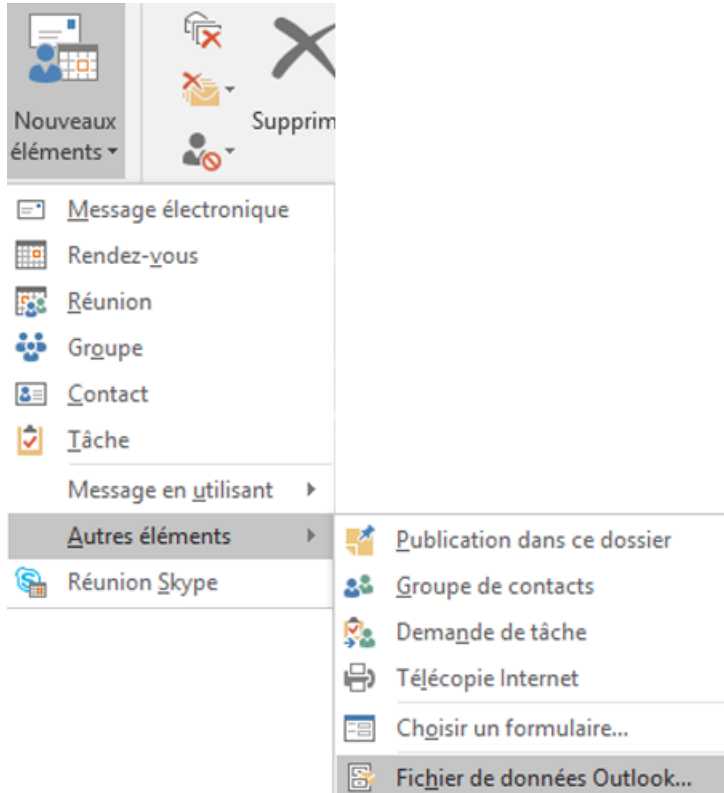 Nouveaux
éléments
Supprim
Message électronique
Rendez-vous
Réunion
Groupe
Contact
Tâche
Message en utilisant
Autres éléments
Réunion Skype
Publication dans ce dossier
Groupe de contacts
Demande de tâche
Télécopie Internet
Choisir un formulaire...
Fichier de données Outlook...